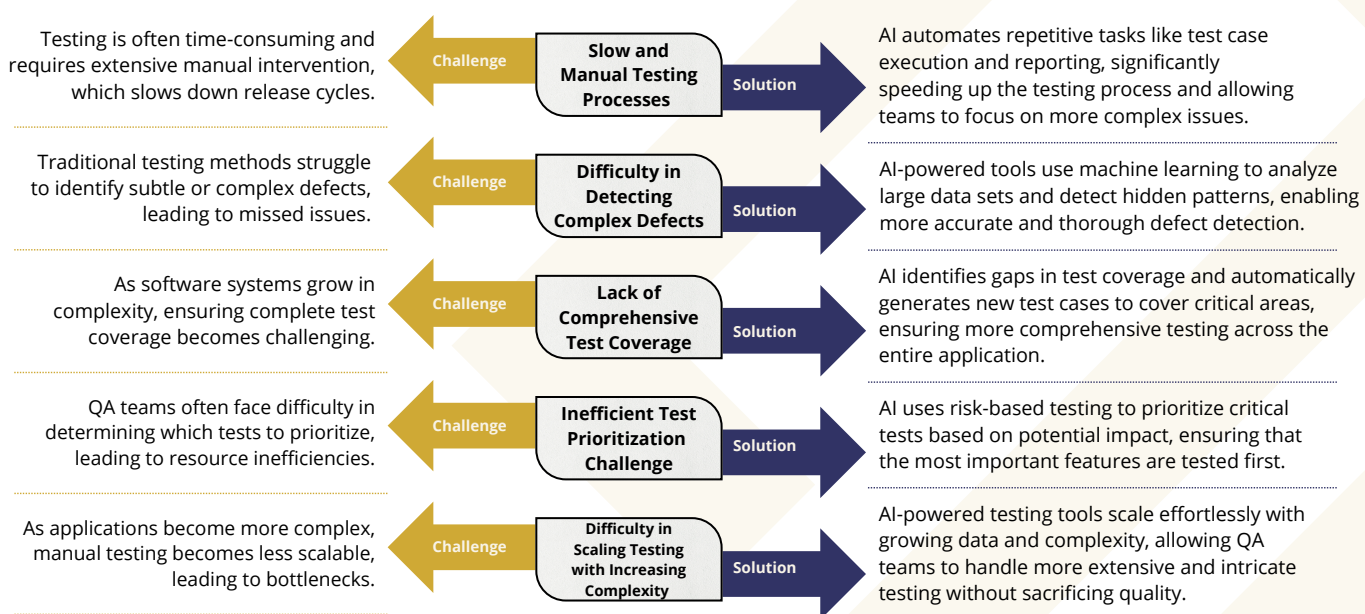 Testing is often time-consuming and
requires extensive manual intervention,
which slows down release cycles.
Challenge
Slow and
Manual Testing
Processes
Solution
AI automates repetitive tasks like test case
execution and reporting, significantly
speeding up the testing process and allowing
teams to focus on more complex issues.
Traditional testing methods struggle
to identify subtle or complex defects,
leading to missed issues.
Challenge
Difficulty in
Detecting
Complex Defects
Solution
AI-powered tools use machine learning to analyze
large data sets and detect hidden patterns, enabling
more accurate and thorough defect detection.
As software systems grow in
complexity, ensuring complete test
coverage becomes challenging.
Challenge
Lack of
Comprehensive
Test Coverage
Solution
AI identifies gaps in test coverage and automatically
generates new test cases to cover critical areas,
ensuring more comprehensive testing across the
entire application.
QA teams often face difficulty in
determining which tests to prioritize,
leading to resource inefficiencies.
Challenge
Inefficient Test
Prioritization
Challenge
Solution
AI uses risk-based testing to prioritize critical
tests based on potential impact, ensuring that
the most important features are tested first.
As applications become more complex,
manual testing becomes less scalable,
leading to bottlenecks.
Challenge
Difficulty in
Scaling Testing
with Increasing
Complexity
Solution
AI-powered testing tools scale effortlessly with
growing data and complexity, allowing QA
teams to handle more extensive and intricate
testing without sacrificing quality.